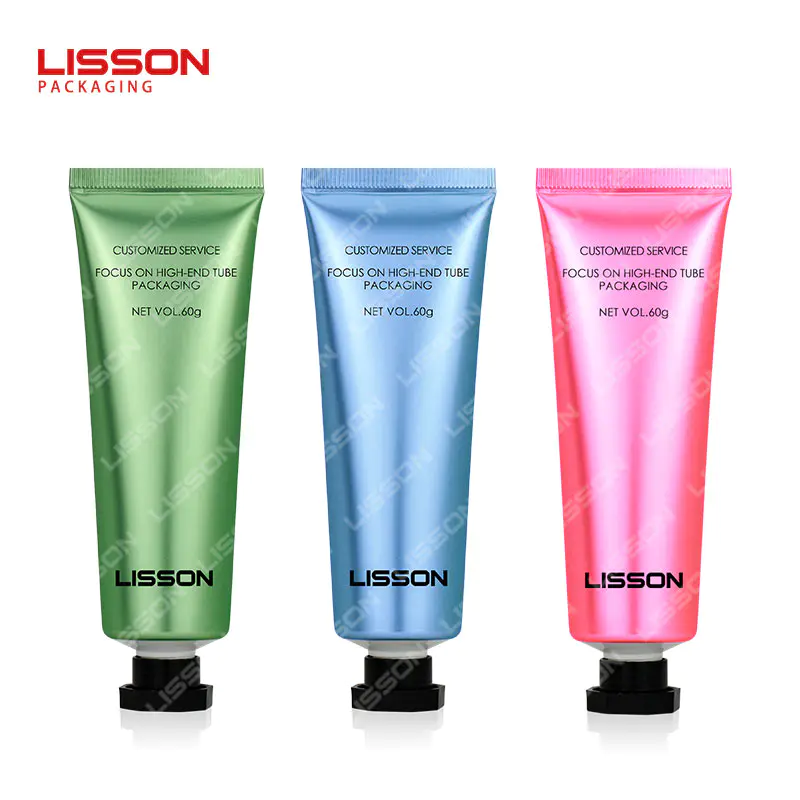 LISSON
PACKAGING
CUSTOMIZED SERVICE
FOCUS ON HIGH-END TUBE
PACKAGING
NET VOL.60g
LISSON
CUSTOMIZED SERVICE
FOCUS ON HIGH-END TUBE
PACKAGING
NET VOL.60g
LISSON
CUSTOMIZED SERVICE
FOCUS ON HIGH-END TUBE
PACKAGING
NET VOL.60g
LISSON